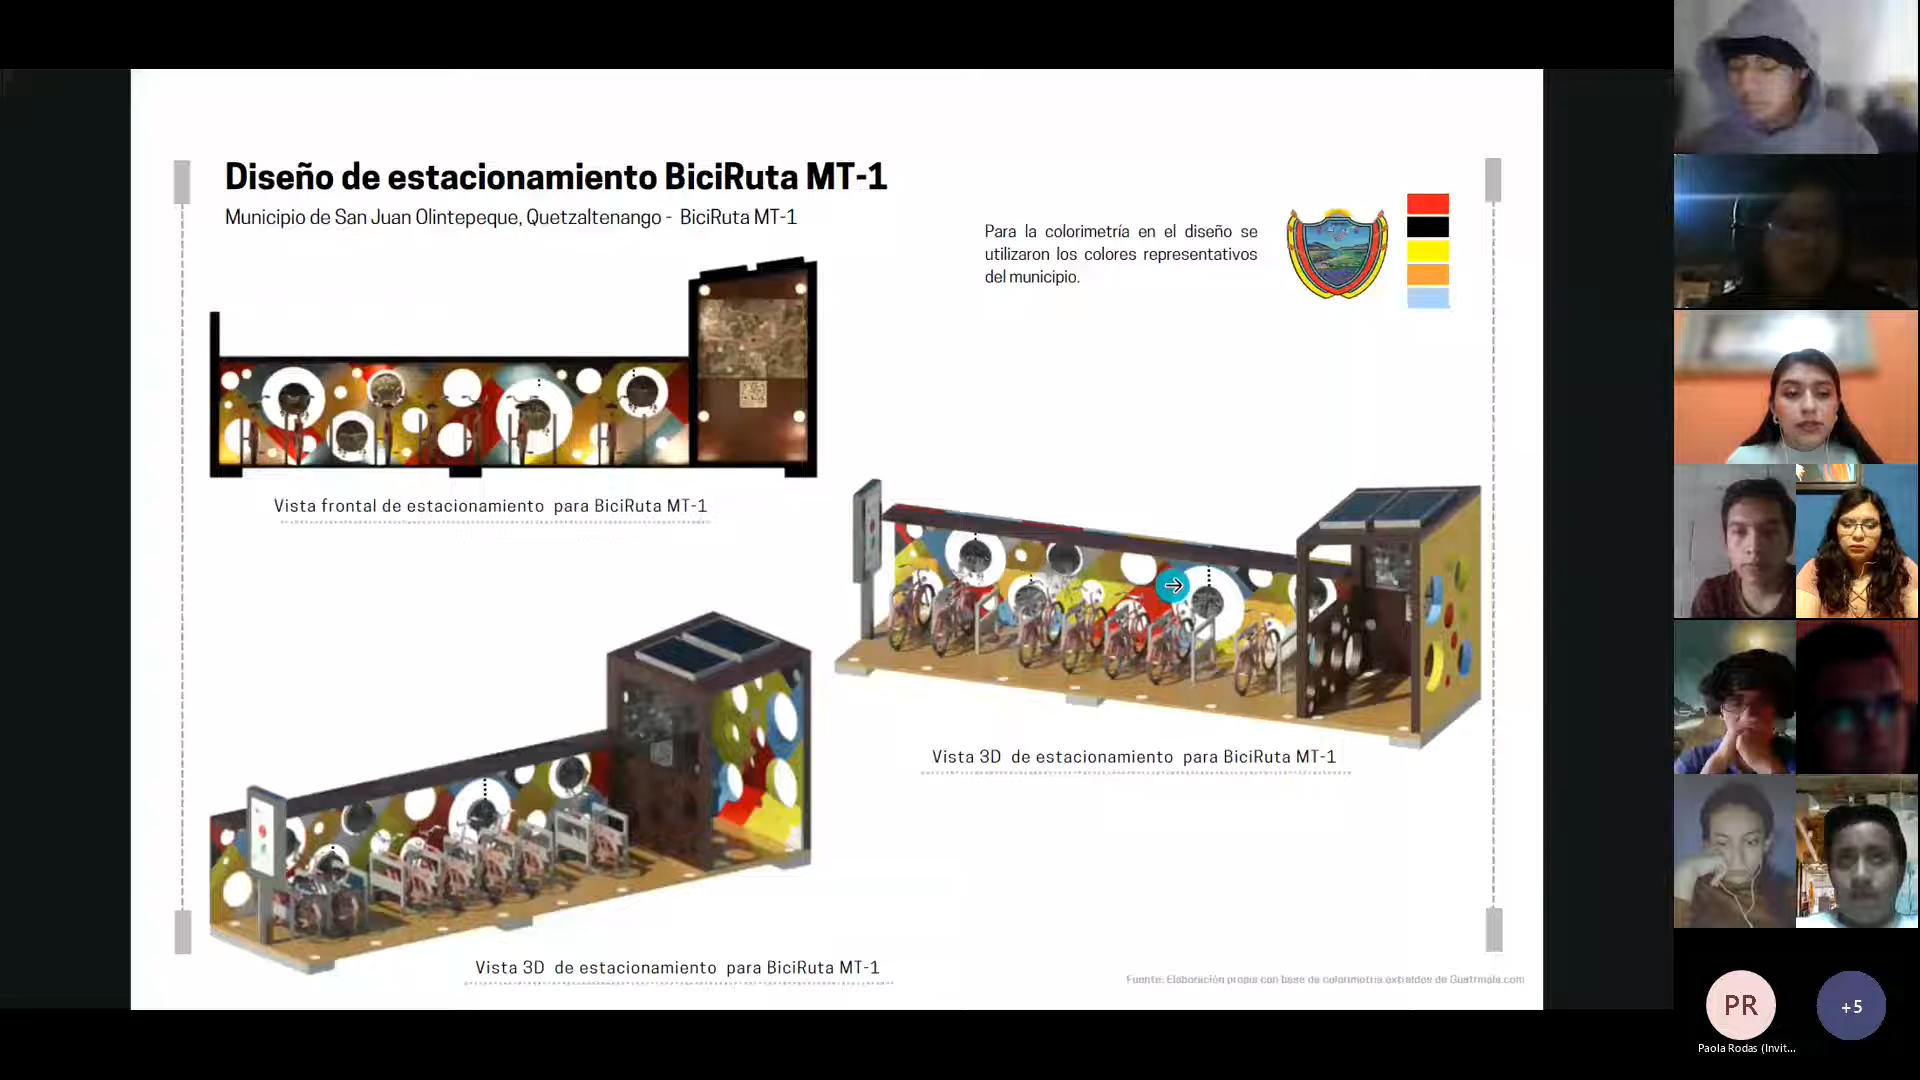 Diseño de estacionamiento BiciRuta MT-1
Municipio de San Juan Olintepeque, Quetzaltenango - BiciRuta MT-1
Para la colorimetría en el diseño se
utilizaron los colores representativos
del municipio.
Vista frontal de estacionamiento para BiciRuta MT-1
Vista 3D de estacionamiento para BiciRuta MT-1
Vista 3D de estacionamiento para BiciRuta MT-1
Fuente: Elaboración propia con base de colorimetría extraídos de Guatrmala.com
PR
+5
Paola Rodas (Invit...